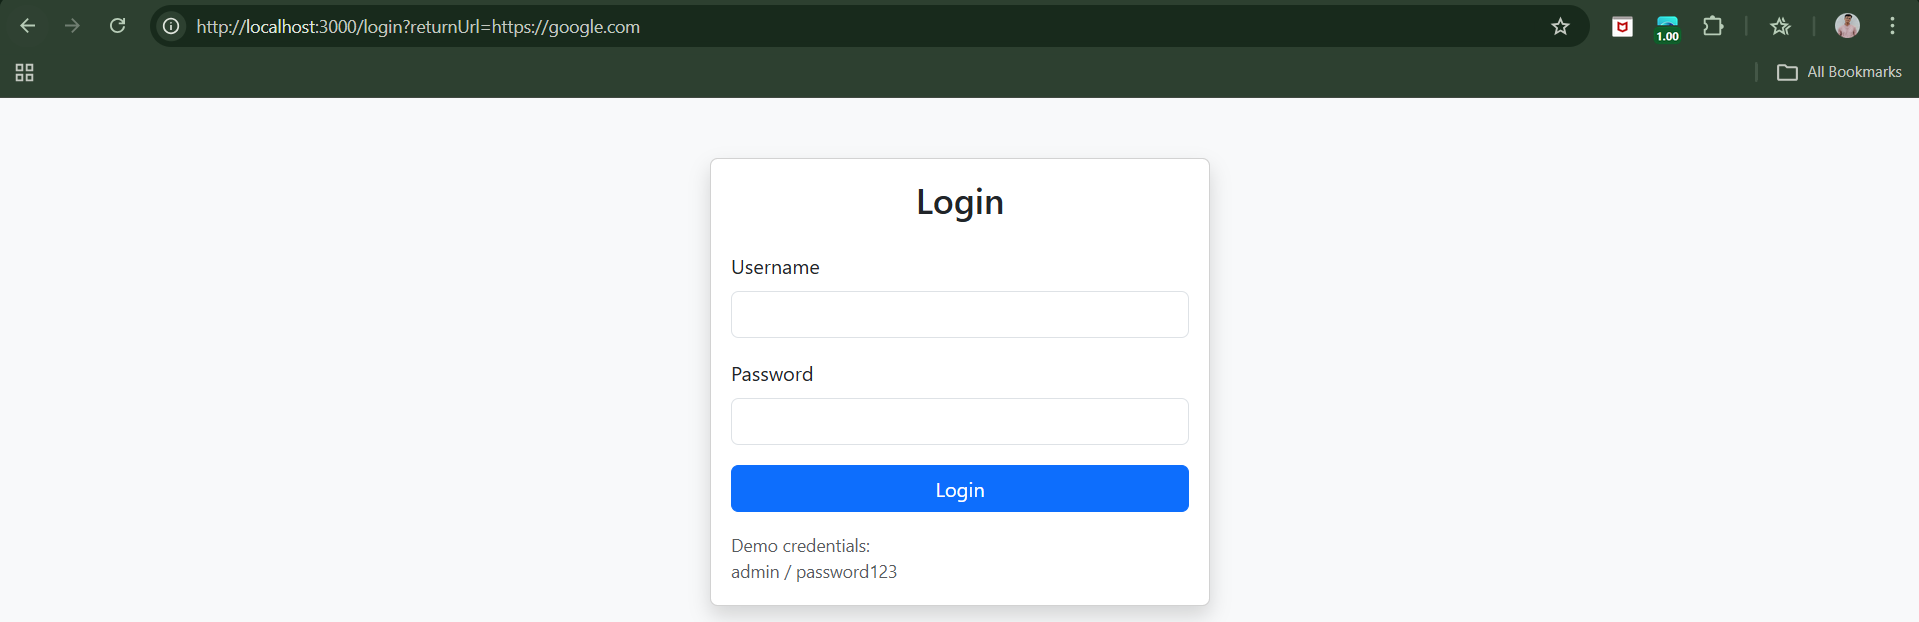 http://localhost:3000/login?returnUrl=https://google.com
1.00
All Bookmarks
Login
Username
Password
Login
Demo credentials:
admin / password123